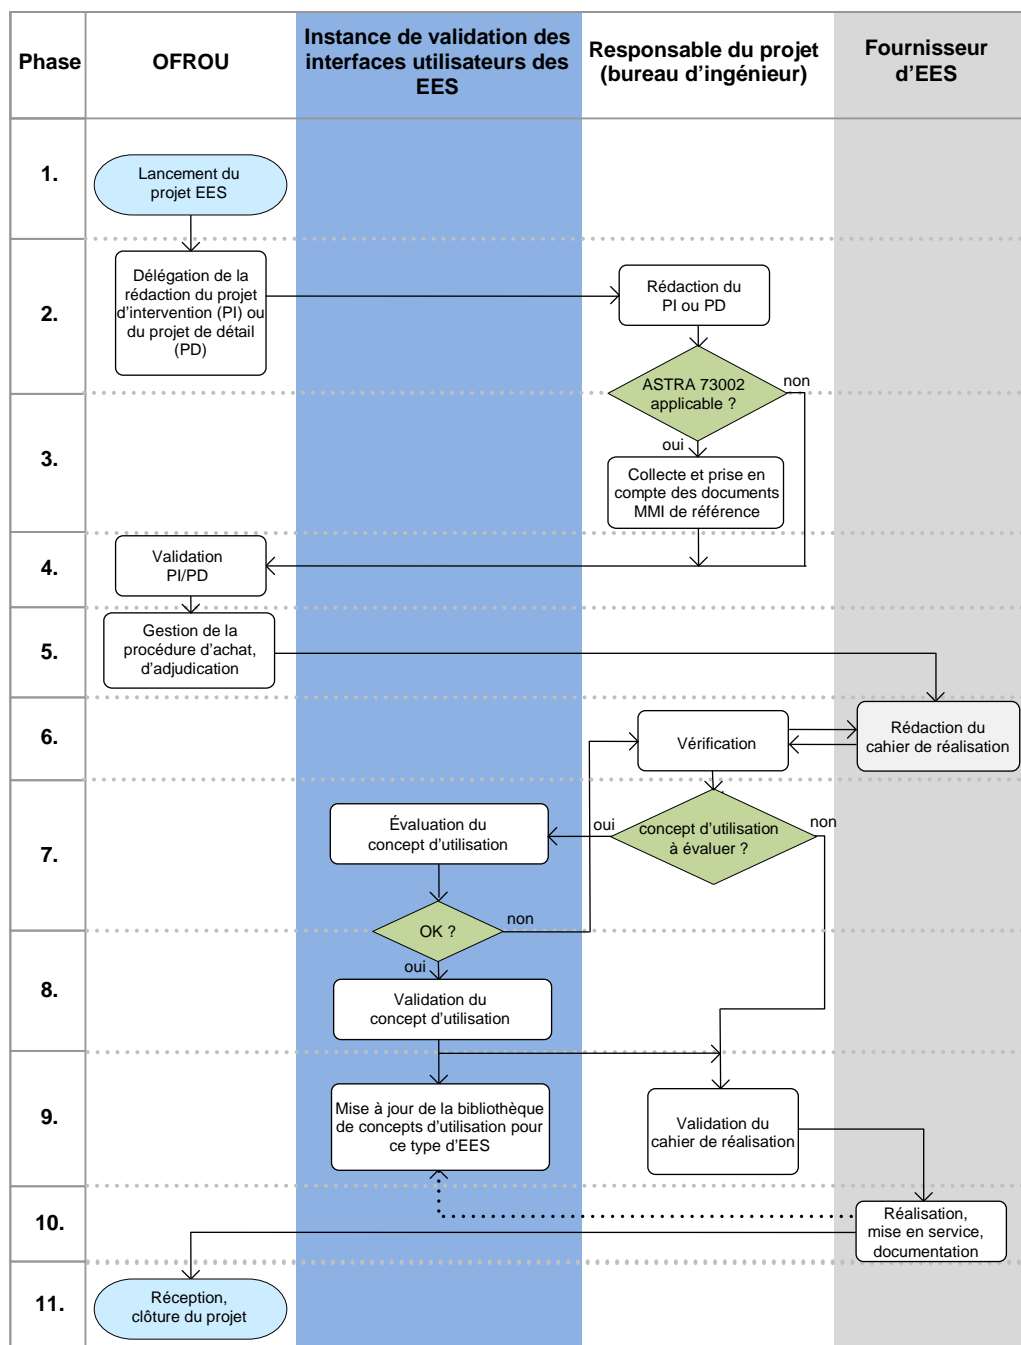 Phase
OFROU
Instance de validation des
interfaces utilisateurs des
EES
Responsable du projet
(bureau d'ingénieur)
Fournisseur
d'EES
1.
Lancement du
projet EES
2.
Délégation de la
rédaction du projet
d'intervention (PI) ou
du projet de détail
(PD)
Rédaction du
PI ou PD
ASTRA 73002
applicable ?
non
oui
3.
Collecte et prise en
compte des documents
MMI de référence
4.
Validation
PI/PD
5.
Gestion de la
procédure d'achat,
d'adjudication
6.
Vérification
Rédaction du
cahier de réalisation
7.
Évaluation du
concept d'utilisation
oui
concept d'utilisation
à évaluer ?
non
OK ?
non
oui
8.
Validation du
concept d'utilisation
9.
Mise à jour de la bibliothèque
de concepts d'utilisation pour
ce type d'EES
Validation du
cahier de réalisation
10.
Réalisation,
mise en service,
documentation
11.
Réception,
clôture du projet